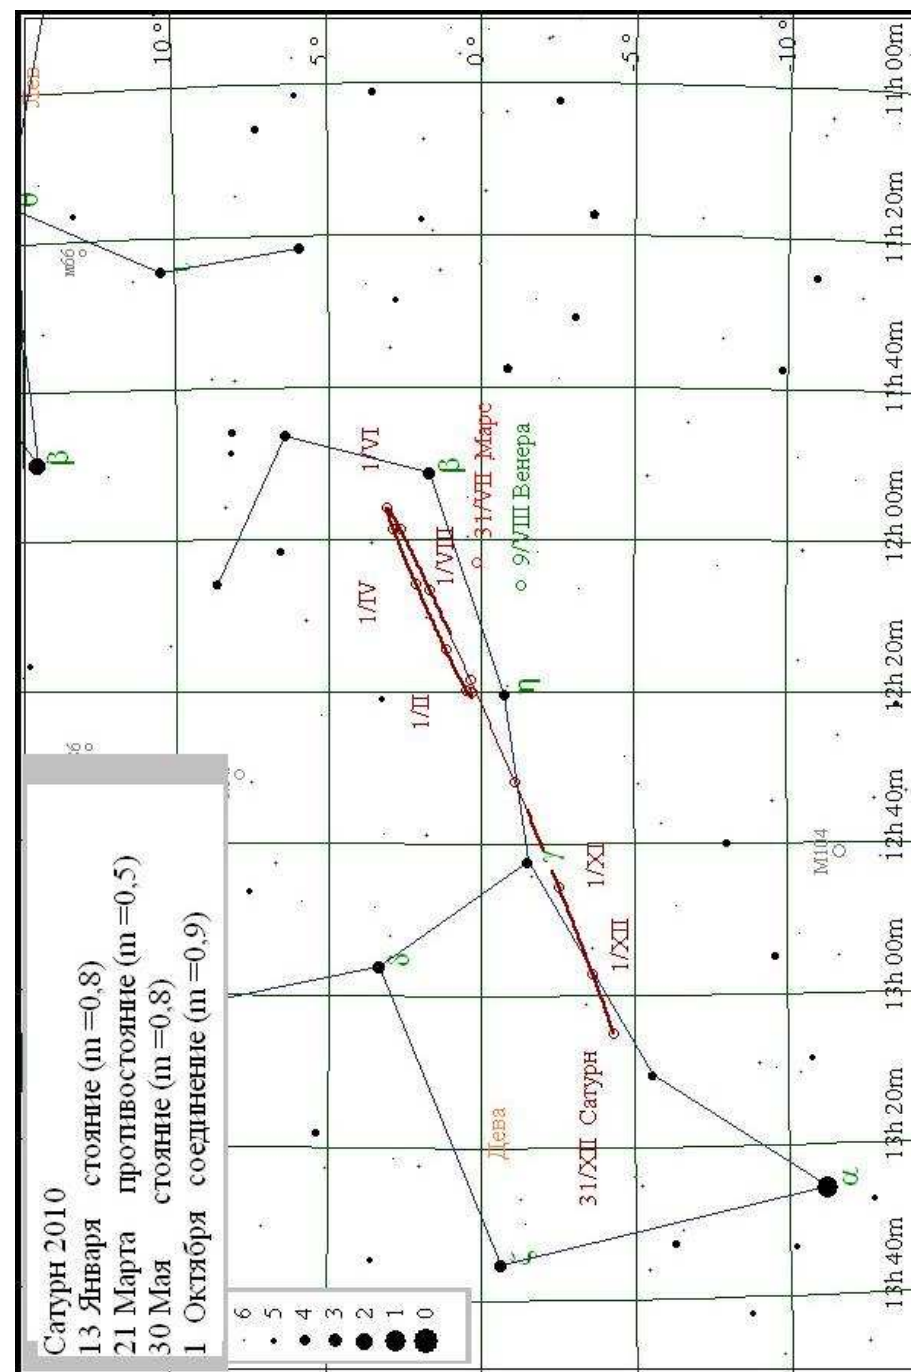 Сатурн 2010
13 Января стояние (m =0,8)
21 Марта противостояние (m =0,5)
30 Мая стояние (m =0,8)
1 Октября соединение (m =0,9)
6
5
4
3
2
1
0
Лев
θ
ι
м66
β
10°
5°
0°
-5°
-10°
11h 00m
11h 20m
11h 40m
12h 00m
12h 20m
12h 40m
13h 00m
13h 20m
13h 40m
1/VI
β
31/VII Марс
9/VIII Венера
1/VIII
1/IV
1/II
η
γ
1/XI
1/XII
M104
δ
31/XII Сатурн
Дева
ζ
α